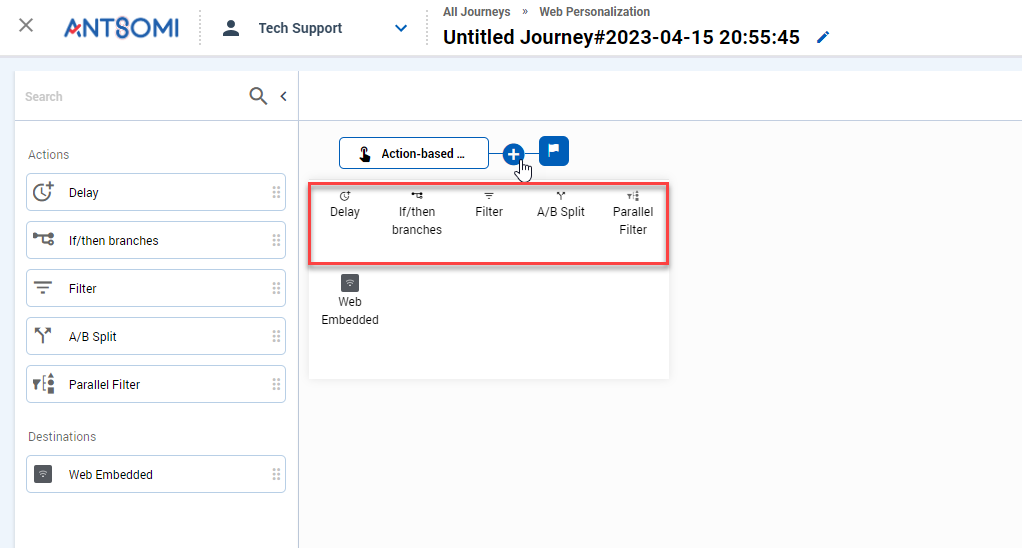 ANTSOMI
Tech Support
All Journeys » Web Personalization
Untitled Journey#2023-04-15 20:55:45
Search
Actions
Delay
If/then branches
Filter
A/B Split
Parallel Filter
Destinations
Web Embedded
Action-based ...
Delay
If/then
branches
Filter
A/B Split
Parallel
Filter
Web
Embedded